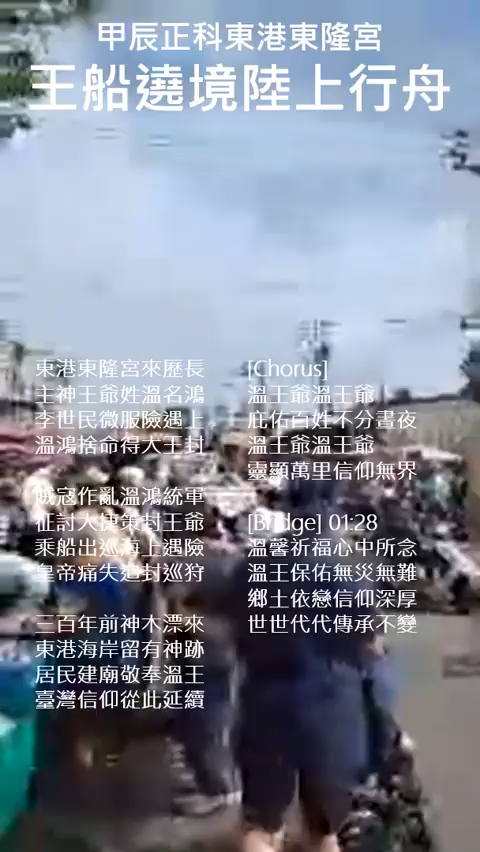 甲辰正科東港東隆宮
王船遶境陸上行舟
東港東隆宮來歷長
主神王爺姓溫名鴻
李世民微服險遇上
溫鴻捨命得大王封
賊寇作亂溫鴻統軍
征討大捷策封王爺
乘船出巡海上遇險
皇帝痛失追封巡狩
三百年前神木漂來
東港海岸留有神跡
居民建廟敬奉溫王
臺灣信仰從此延續
[Chorus]
溫王爺溫王爺
庇佑百姓不分晝夜
溫王爺溫王爺
靈顯萬里信仰無界
[Bridge] 01:28
溫馨祈福心中所念
溫王保佑無災無難
鄉土依戀信仰深厚
世世代代傳承不變